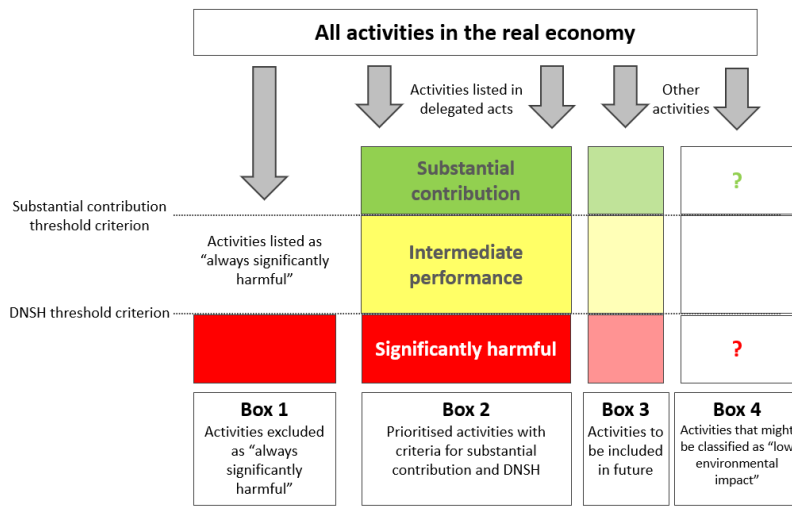 All activities in the real economy
Activities listed in
delegated acts
Other
activities
Substantial
contribution
?
Substantial contribution
threshold criterion
Activities listed as
“always significantly
harmful”
Intermediate
performance
DNSH threshold criterion
Significantly harmful
?
Box 1
Activities excluded
as “always
significantly
harmful”
Box 2
Prioritised activities with
criteria for substantial
contribution and DNSH
Box 3
Activities to
be included
in future
Box 4
Activities that might
be classified as “low
environmental
impact”